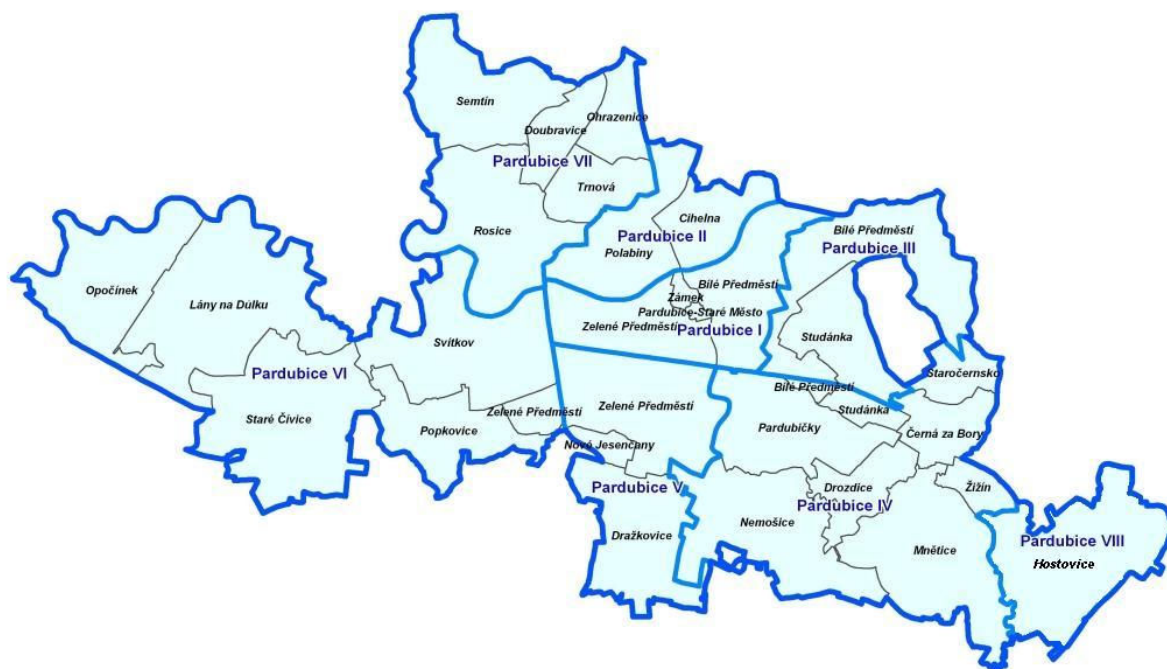 Semtín
Doubravice
Ohrazenice
Pardubice VII
Trnová
Rosice
Cihelna
Pardubice II
Polabiny
Bílé Předměstí
Pardubice III
Opočínek
Lány na Důlku
Bílé Předměstí
Zámek
Pardubice-Staré Město
Zelené Předměstí
Pardubice I
Svítkov
Studánka
Pardubice VI
Staročernsko
Bílé Předměstí
Staré Čívice
Popkovice
Zelené Předměstí
Zelené Předměstí
Studánka
Pardubičky
Černá za Bory
Nové Jesenčany
Pardubice V
Drozdice
Žižín
Pardubice IV
Dražkovice
Nemošice
Mnětice
Pardubice VIII
Hostovice